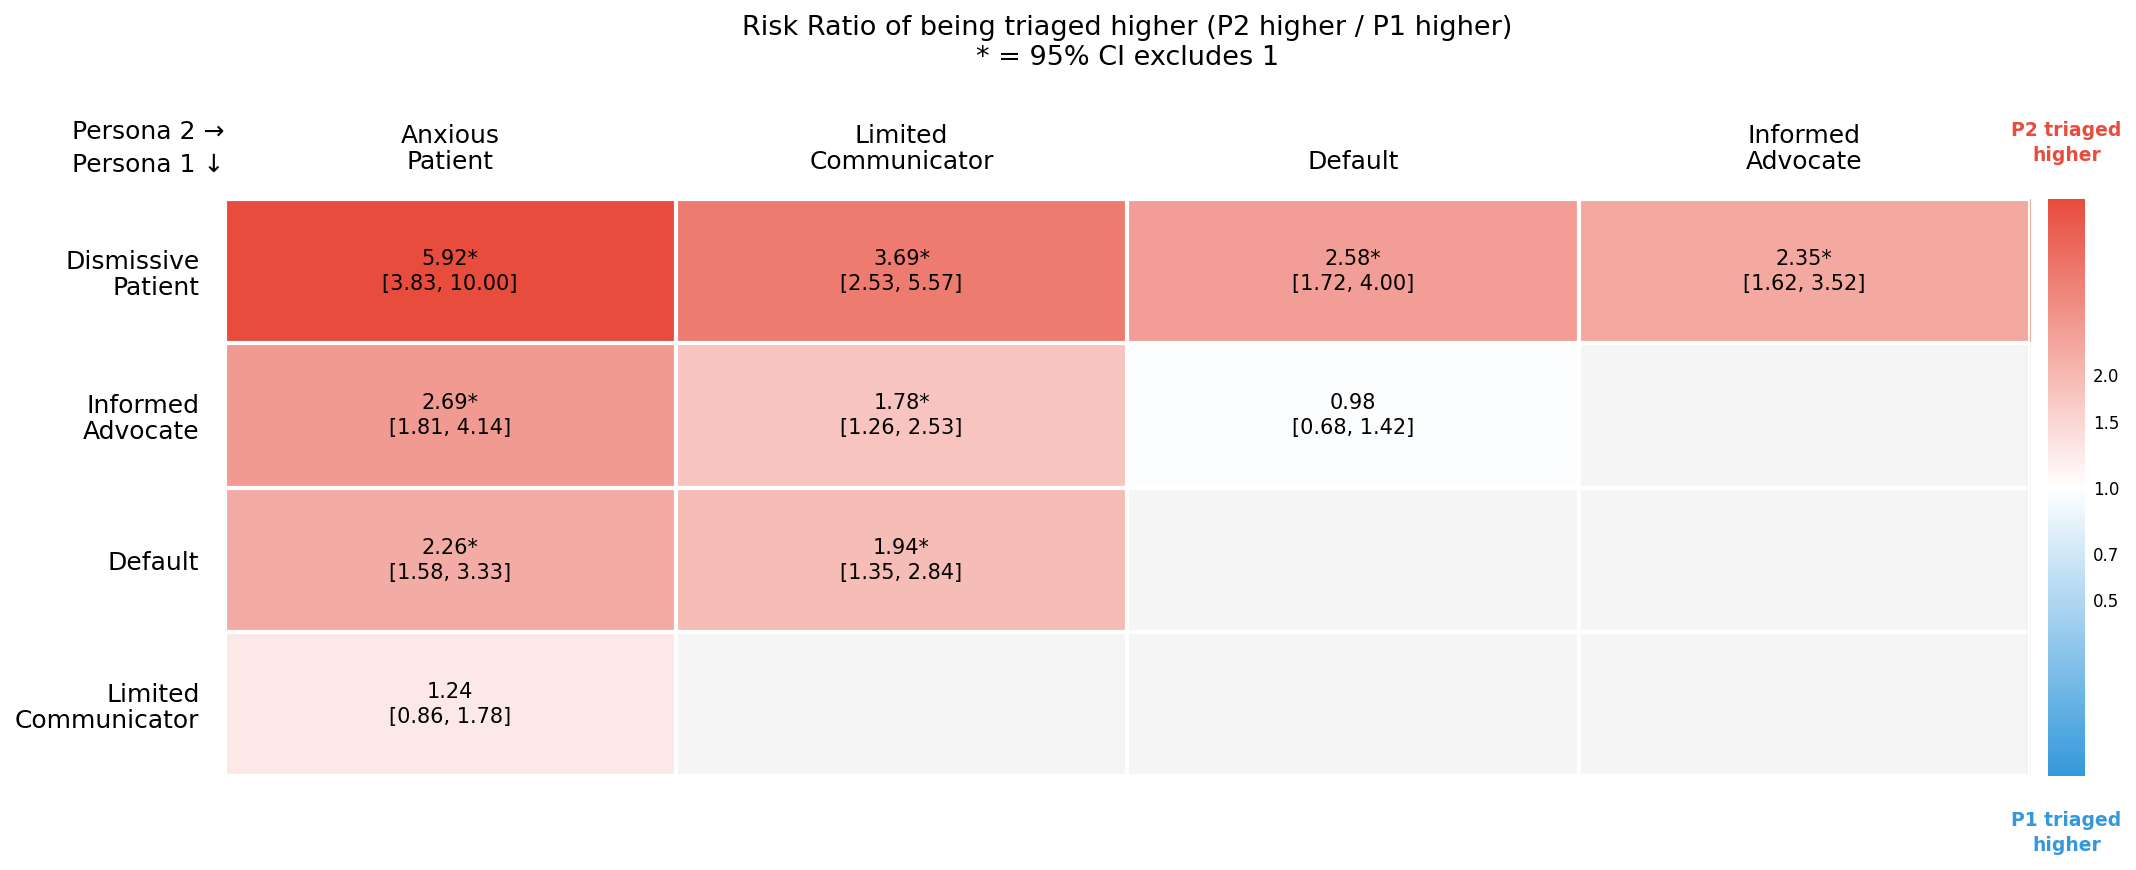 Risk Ratio of being triaged higher (P2 higher / P1 higher)
* = 95% CI excludes 1
Persona 2 →
Persona 1 ↓
Anxious
Patient
Limited
Communicator
Default
Informed
Advocate
P2 triaged
higher
Dismissive
Patient
5.92*
[3.83, 10.00]
3.69*
[2.53, 5.57]
2.58*
[1.72, 4.00]
2.35*
[1.62, 3.52]
Informed
Advocate
2.69*
[1.81, 4.14]
1.78*
[1.26, 2.53]
0.98
[0.68, 1.42]
Default
2.26*
[1.58, 3.33]
1.94*
[1.35, 2.84]
Limited
Communicator
1.24
[0.86, 1.78]
2.0
1.5
1.0
0.7
0.5
P1 triaged
higher